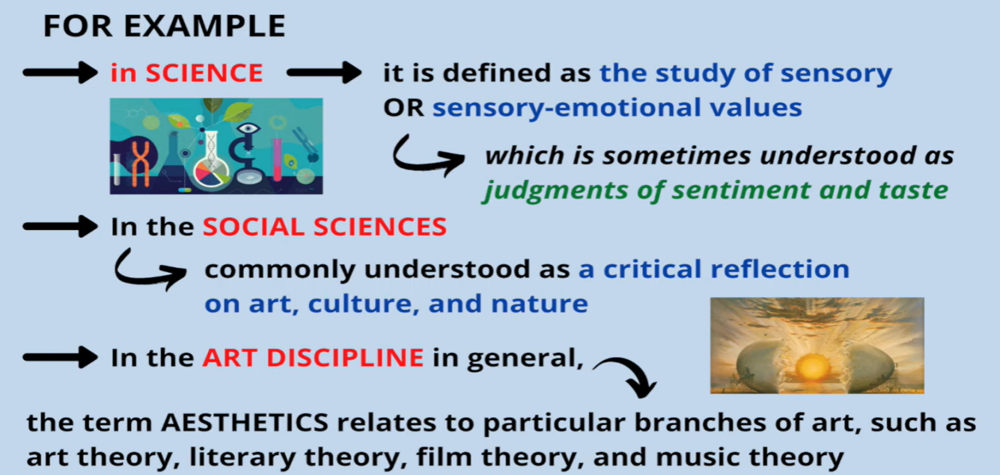 FOR EXAMPLE
in SCIENCE
it is defined as the study of sensory
OR sensory-emotional values
which is sometimes understood as
judgments of sentiment and taste
In the SOCIAL SCIENCES
commonly understood as a critical reflection
on art, culture, and nature
In the ART DISCIPLINE in general,
the term AESTHETICS relates to particular branches of art, such as
art theory, literary theory, film theory, and music theory